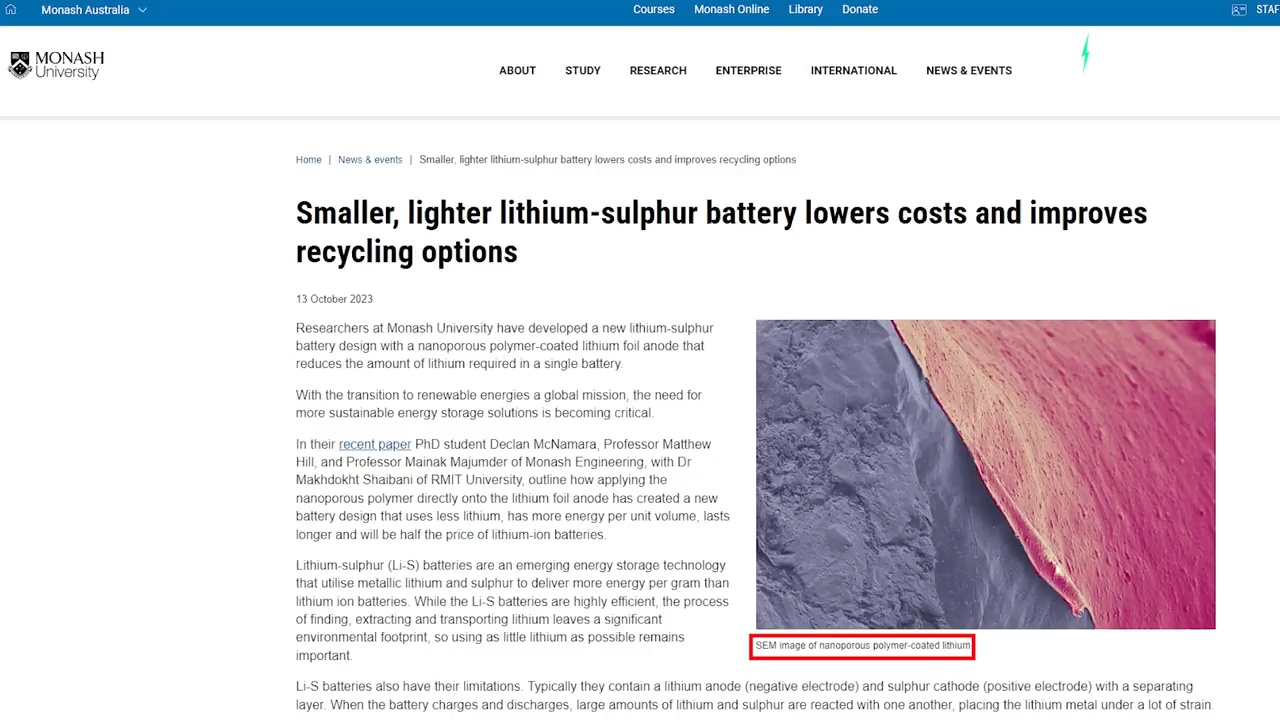 Monash Australia
Courses Monash Online Library Donate
STAF
MONASH
University
ABOUT STUDY RESEARCH ENTERPRISE INTERNATIONAL NEWS & EVENTS
Home | News & events | Smaller, lighter lithium-sulphur battery lowers costs and improves recycling options
Smaller, lighter lithium-sulphur battery lowers costs and improves
recycling options
13 October 2023
Researchers at Monash University have developed a new lithium-sulphur
battery design with a nanoporous polymer-coated lithium foil anode that
reduces the amount of lithium required in a single battery.
With the transition to renewable energies a global mission, the need for
more sustainable energy storage solutions is becoming critical.
In their recent paper PhD student Declan McNamara, Professor Matthew
Hill, and Professor Mainak Majumder of Monash Engineering, with Dr
Makhdokht Shaibani of RMIT University, outline how applying the
nanoporous polymer directly onto the lithium foil anode has created a new
battery design that uses less lithium, has more energy per unit volume, lasts
longer and will be half the price of lithium-ion batteries.
Lithium-sulphur (Li-S) batteries are an emerging energy storage technology
that utilise metallic lithium and sulphur to deliver more energy per gram than
lithium ion batteries. While the Li-S batteries are highly efficient, the process
of finding, extracting and transporting lithium leaves a significant
environmental footprint, so using as little lithium as possible remains
important.
SEM image of nanoporous polymer-coated lithium
Li-S batteries also have their limitations. Typically they contain a lithium anode (negative electrode) and sulphur cathode (positive electrode) with a separating
layer. When the battery charges and discharges, large amounts of lithium and sulphur are reacted with one another, placing the lithium metal under a lot of strain.